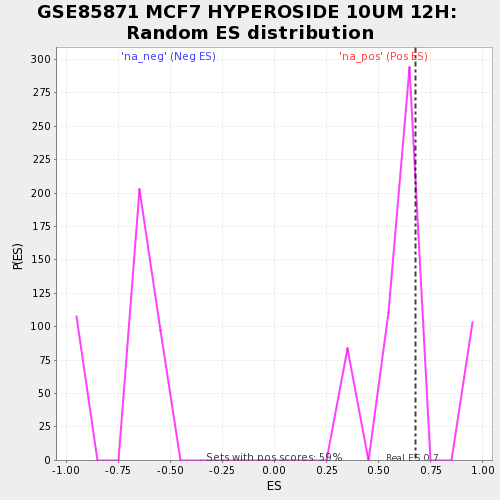 GSE85871 MCF7 HYPEROSIDE 10UM 12H:
Random ES distribution
'na_neg' (Neg ES)
'na_pos' (Pos ES)
300
275
250
225
200
175
150
125
100
75
50
25
0
P(ES)
Sets with pos scores: 59%
Real ES 0.7
-1.00 -0.75 -0.50 -0.25 0.00 0.25 0.50 0.75 1.00
ES